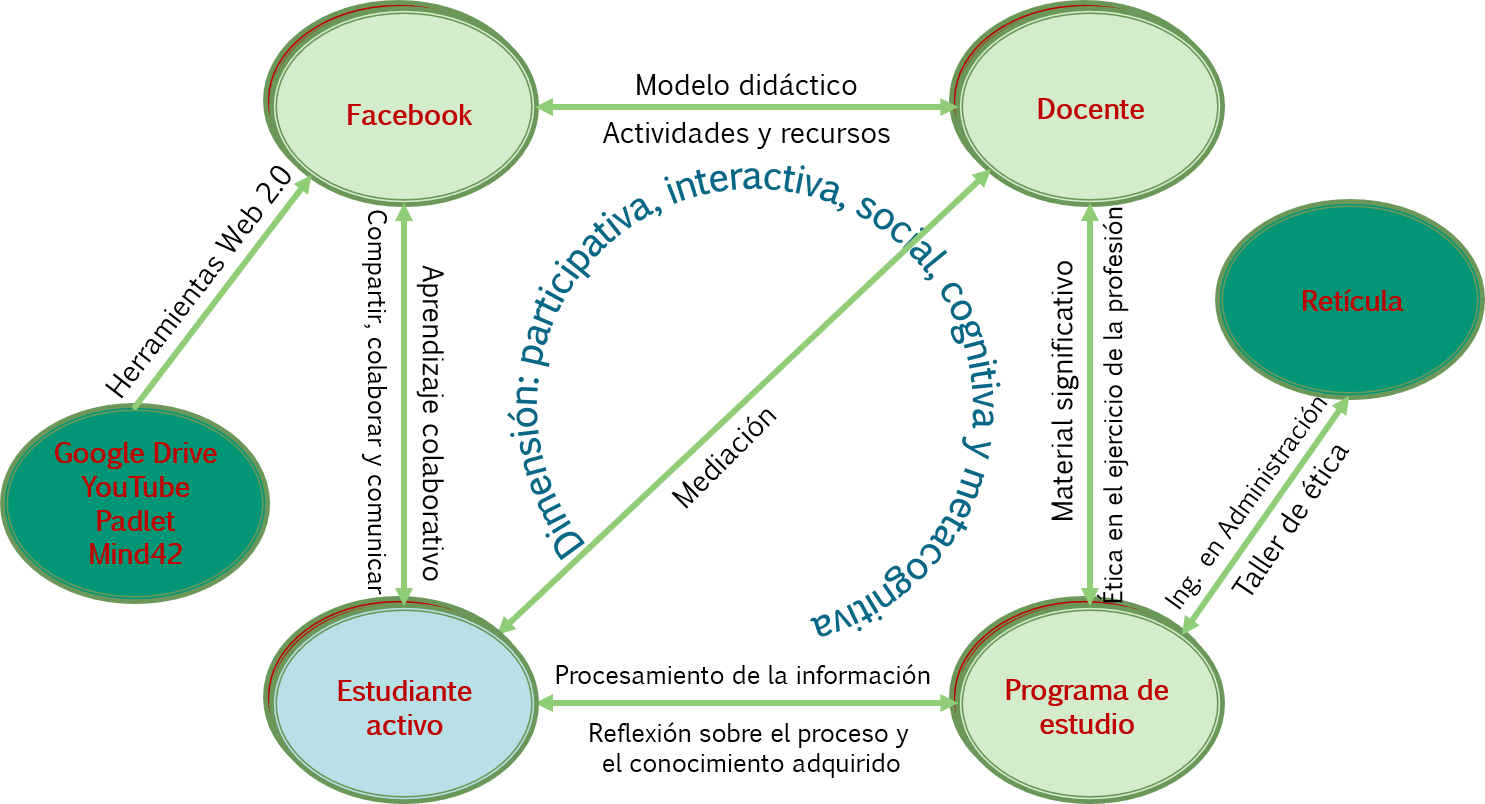 Facebook
Modelo didáctico
Actividades y recursos
Docente
Herramientas Web 2.0
Compartir, colaborar y comunicar
Aprendizaje colaborativo
Dimensión: participativa, interactiva, social, cognitiva y metacognitiva
Mediación
Material significativo
Ética en el ejercicio de la profesión
Retícula
Google Drive
YouTube
Padlet
Mind42
Ing. en Administración
Taller de ética
Estudiante
activo
Procesamiento de la información
Reflexión sobre el proceso y
el conocimiento adquirido
Programa de
estudio